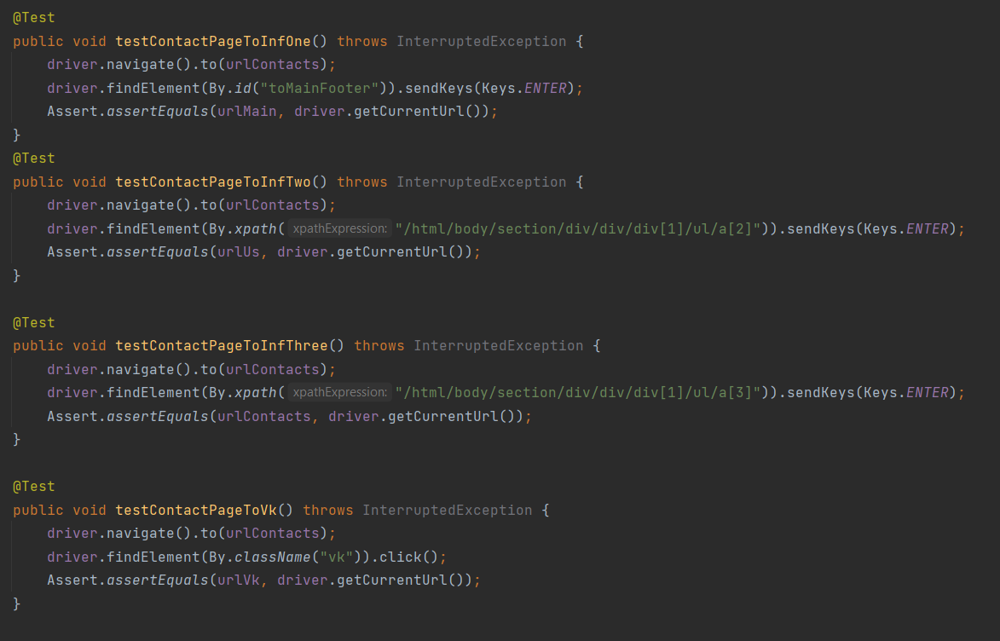 @Test
public void testContactPageToInfOne() throws InterruptedException {
    driver.navigate().to(urlContacts);
    driver.findElement(By.id("toMainFooter")).sendKeys(Keys.ENTER);
    Assert.assertEquals(urlMain, driver.getCurrentUrl());
}
@Test
public void testContactPageToInfTwo() throws InterruptedException {
    driver.navigate().to(urlContacts);
    driver.findElement(By.xpath( xpathExpression: "/html/body/section/div/div/div[1]/ul/a[2]")).sendKeys(Keys.ENTER);
    Assert.assertEquals(urlUs, driver.getCurrentUrl());
}
@Test
public void testContactPageToInfThree() throws InterruptedException {
    driver.navigate().to(urlContacts);
    driver.findElement(By.xpath( xpathExpression: "/html/body/section/div/div/div[1]/ul/a[3]")).sendKeys(Keys.ENTER);
    Assert.assertEquals(urlContacts, driver.getCurrentUrl());
}
@Test
public void testContactPageToVk() throws InterruptedException {
    driver.navigate().to(urlContacts);
    driver.findElement(By.className("vk")).click();
    Assert.assertEquals(urlVk, driver.getCurrentUrl());
}